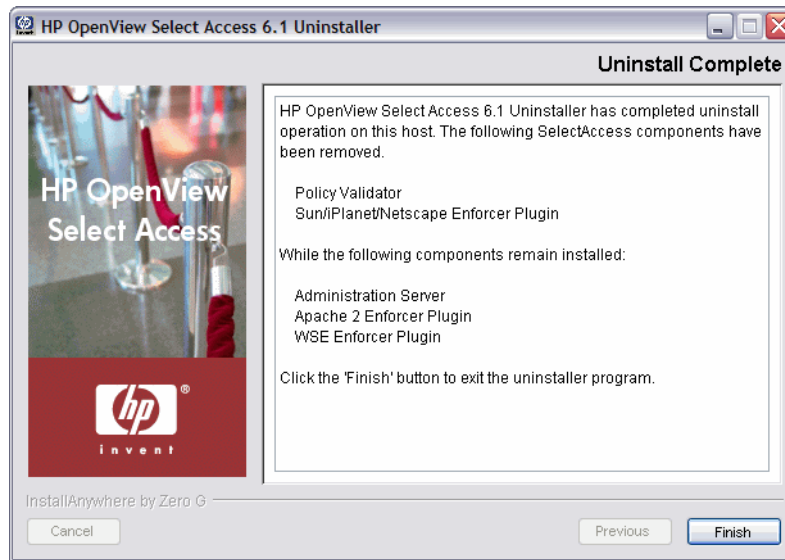 HP OpenView Select Access 6.1 Uninstaller
Uninstall Complete
HP OpenView
Select Access
hp
®
invent
HP OpenView Select Access 6.1 Uninstaller has completed uninstall
operation on this host. The following SelectAccess components have
been removed.
Policy Validator
Sun/iPlanet/Netscape Enforcer Plugin
While the following components remain installed:
Administration Server
Apache 2 Enforcer Plugin
WSE Enforcer Plugin
Click the 'Finish' button to exit the uninstaller program.
InstallAnywhere by Zero G
Cancel
Previous
Finish